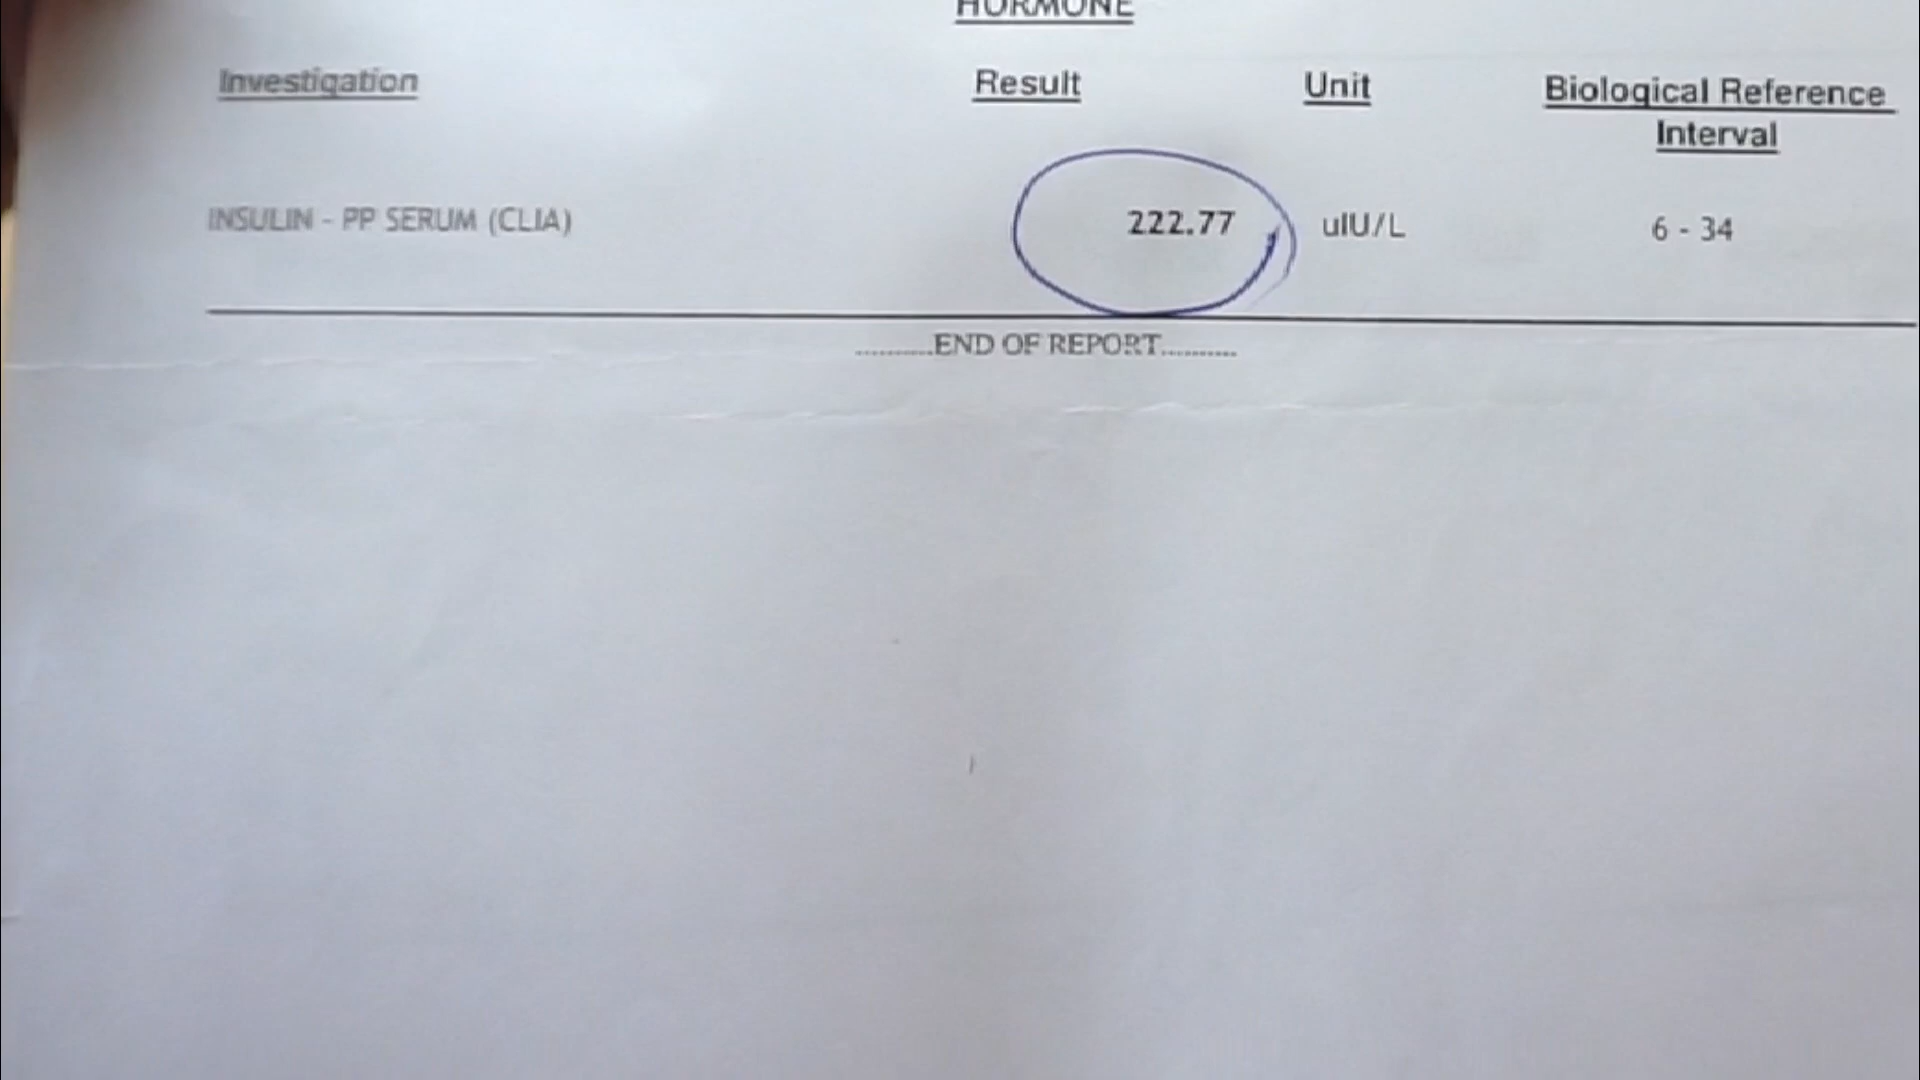 HORMONE
Investigation Result Unit Biological Reference
Interval
INSULIN - PP SERUM (CLIA) 222.77 uIU/L 6 - 34
..........END OF REPORT..........